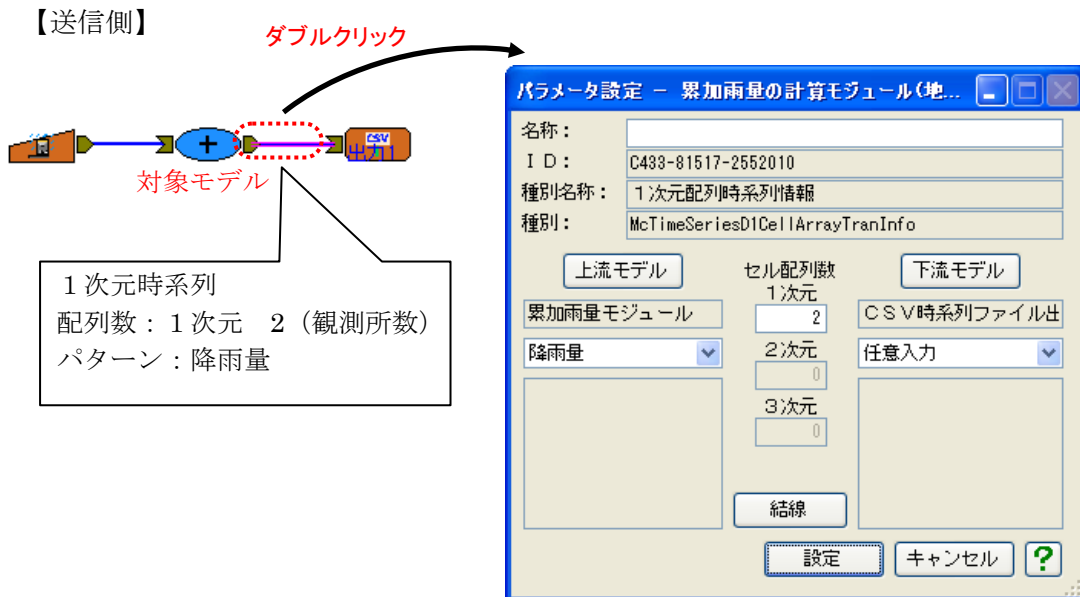 【送信側】
ダブルクリック
+
CSV
出力1
対象モデル
１次元時系列
配列数：１次元　２（観測所数）
パターン：降雨量
パラメータ設定 － 累加雨量の計算モジュール(地...
名称：
ＩＤ： C433-81517-2552010
種別名称： １次元配列時系列情報
種別： McTimeSeriesD1CellArrayTranInfo
上流モデル セル配列数 下流モデル
１次元
累加雨量モジュール 2 ＣＳＶ時系列ファイル出
降雨量 ２次元 任意入力
0
３次元
0
結線
設定 キャンセル ?